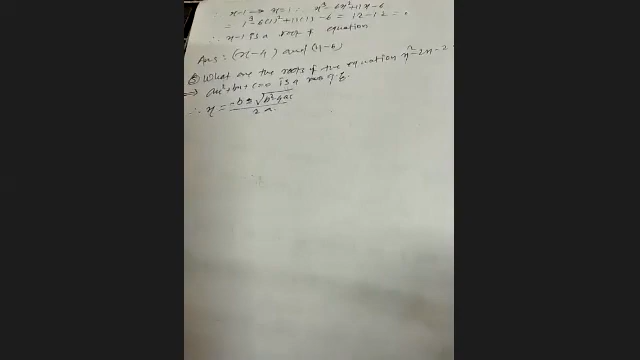 ∴ x-1 ⇒ x=1 ∴ x³-6x²+11x-6
= 1³-6(1)²+11(1)-6 = 12-12 = 0
∴ x-1 is a root of equation
Ans: (x-4) and (x-6)
What are the roots of the equation x²-2x-2
⇒ ax²+bx+c=0 is a
∴ x = -b ± √b²-4ac / 2a